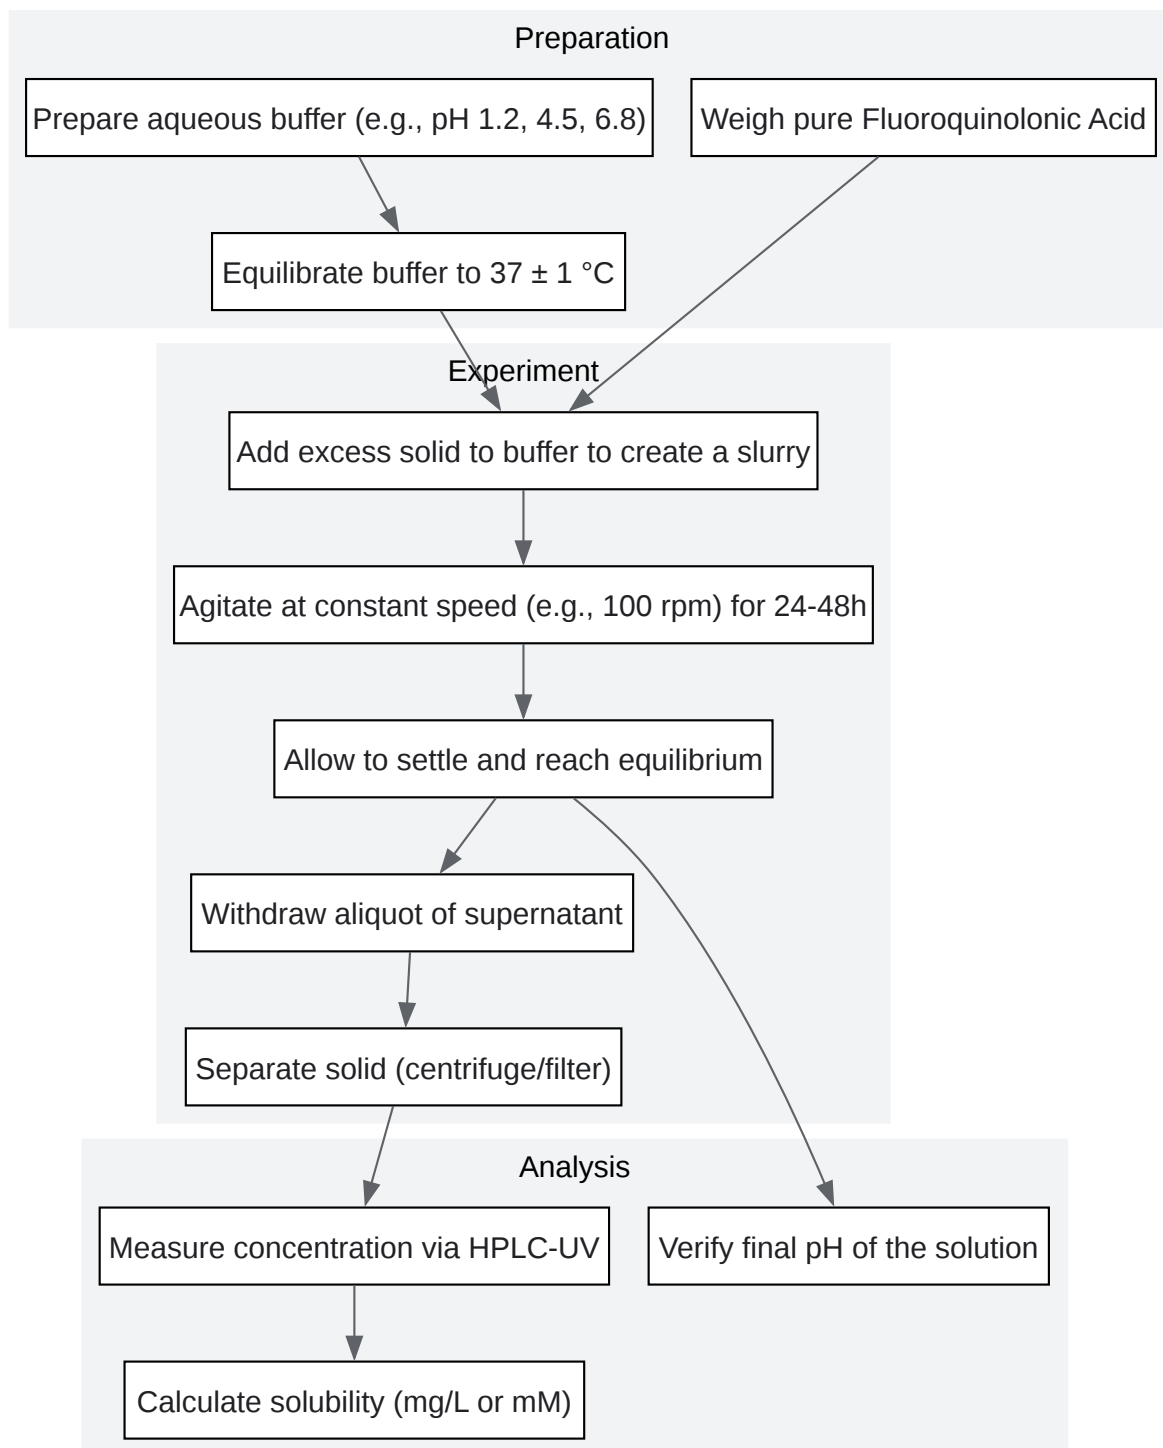 Preparation
Prepare aqueous buffer (e.g., pH 1.2, 4.5, 6.8)
Weigh pure Fluoroquinolonic Acid
Equilibrate buffer to 37 ± 1 °C
Experiment
Add excess solid to buffer to create a slurry
Agitate at constant speed (e.g., 100 rpm) for 24-48h
Allow to settle and reach equilibrium
Withdraw aliquot of supernatant
Separate solid (centrifuge/filter)
Analysis
Measure concentration via HPLC-UV
Verify final pH of the solution
Calculate solubility (mg/L or mM)